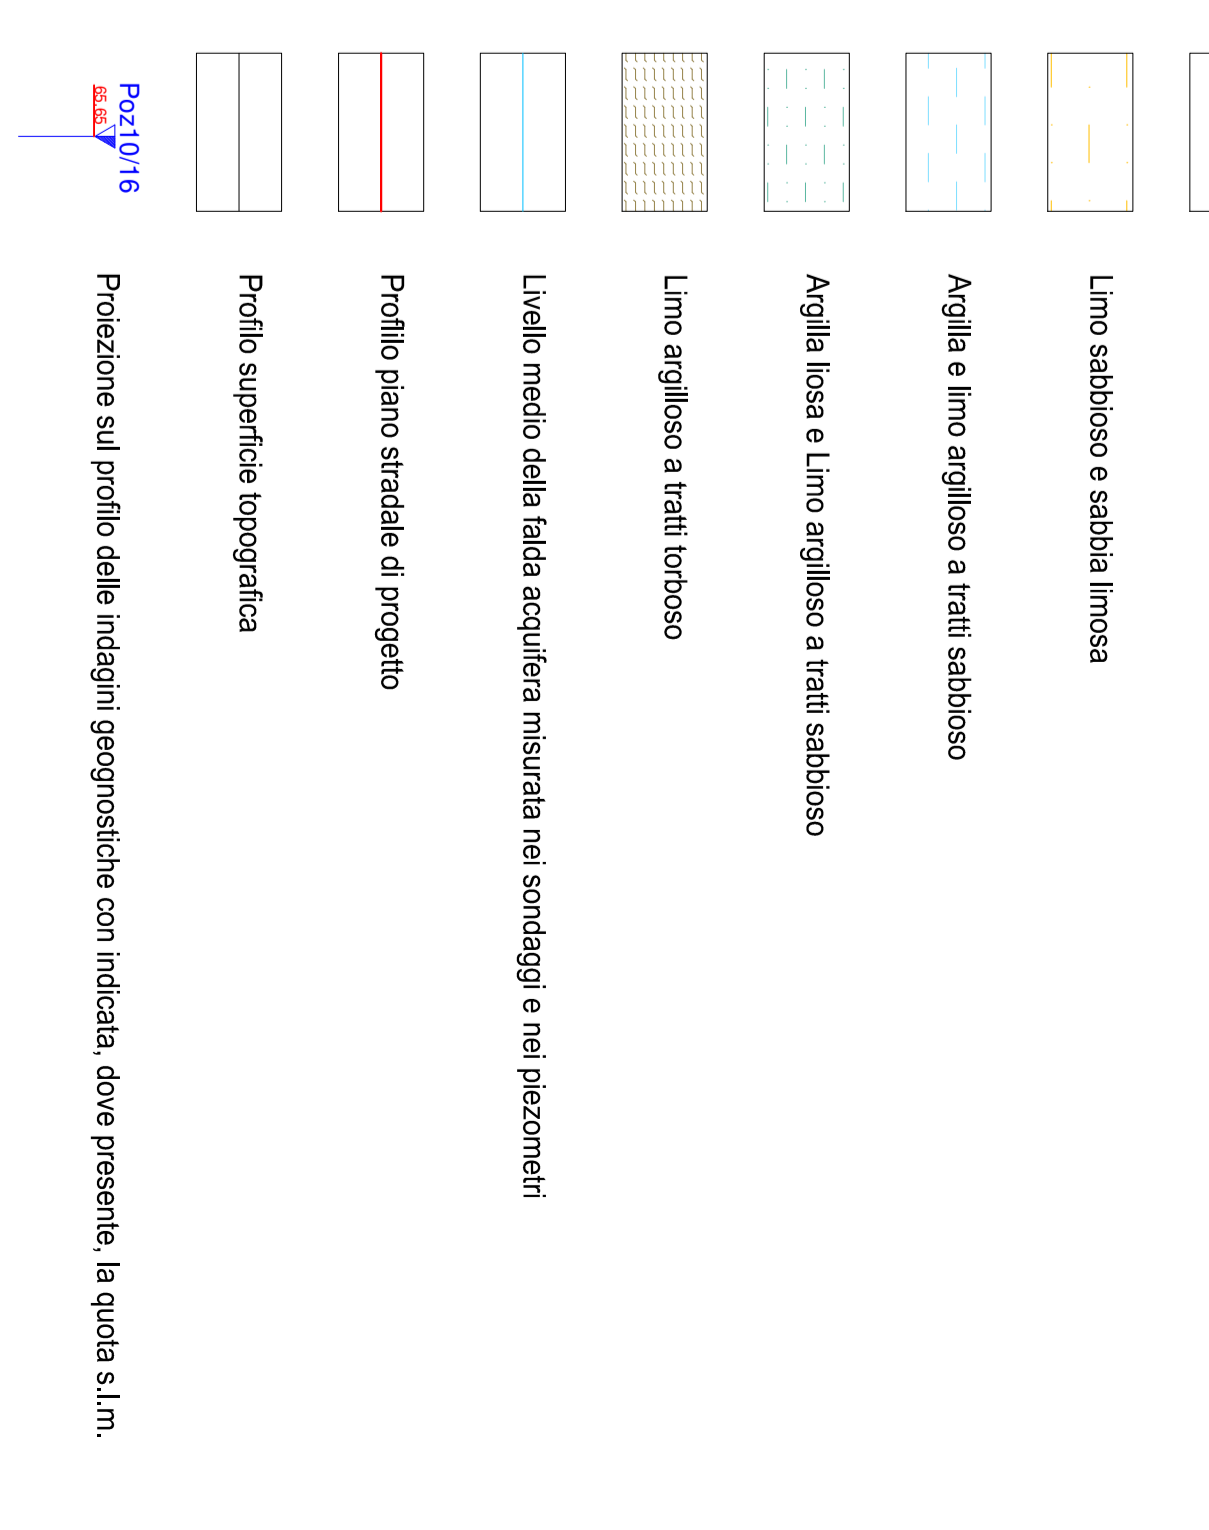 Limo sabbioso e sabbia limosa
Argilla e limo argilloso a tratti sabbioso
Argilla liosa e Limo argilloso a tratti sabbioso
Limo argilloso a tratti torboso
Livello medio della falda acquifera misurata nei sondaggi e nei piezometri
Proflilo piano stradale di progetto
Profilo superficie topografica
Poz10/16
65.65
Proiezione sul profilo delle indagini geognostiche con indicata, dove presente, la quota s.l.m.